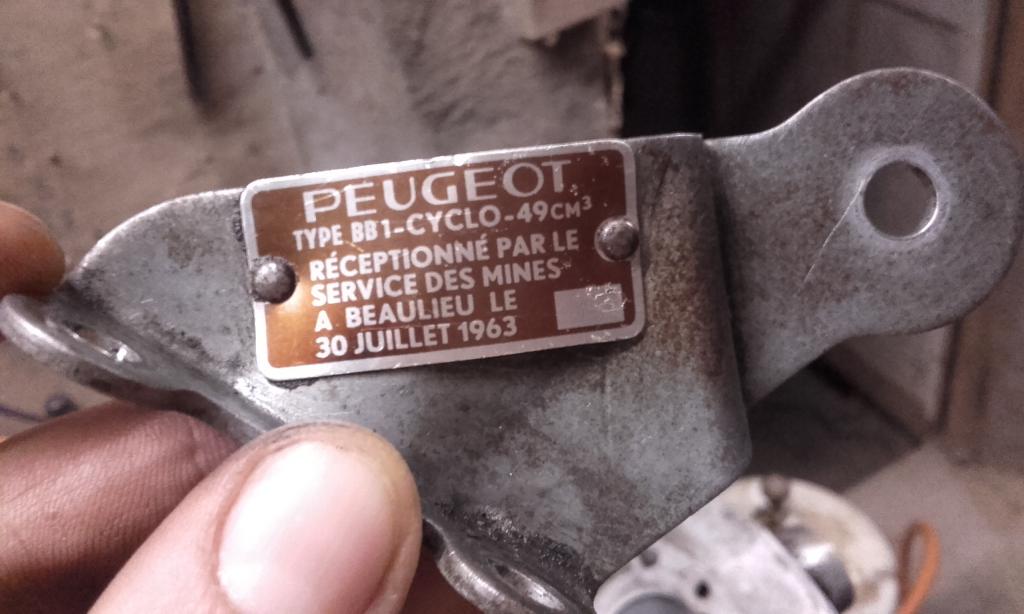 PEUGEOT
TYPE BB1-CYCLO-49CM³
RÉCEPTIONNÉ PAR LE
SERVICE DES MINES
A BEAULIEU LE
30 JUILLET 1963